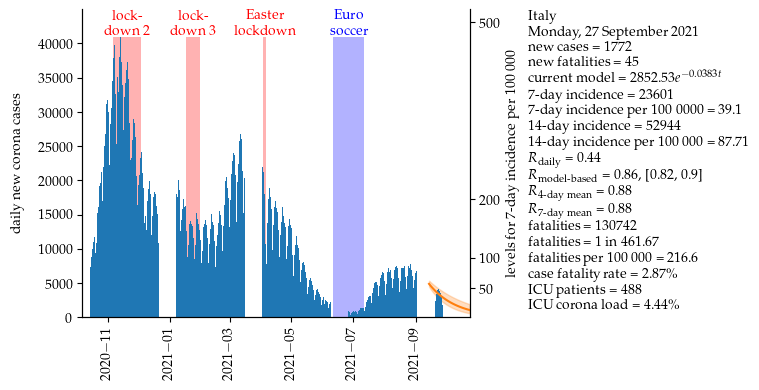 lock-
down 2
lock-
down 3
Easter
lockdown
Euro
soccer
daily new corona cases
40000
35000
30000
25000
20000
15000
10000
5000
0
2020−11
2021−01
2021−03
2021−05
2021−07
2021−09
500
200
100
50
levels for 7-day incidence per 100 000
Italy
Monday, 27 September 2021
new cases = 1772
new fatalities = 45
current model = 2852.53e^{−0.0383t}
7-day incidence = 23601
7-day incidence per 100 0000 = 39.1
14-day incidence = 52944
14-day incidence per 100 000 = 87.71
R_daily = 0.44
R_model-based = 0.86, [0.82, 0.9]
R_4-day mean = 0.88
R_7-day mean = 0.88
fatalities = 130742
fatalities = 1 in 461.67
fatalities per 100 000 = 216.6
case fatality rate = 2.87%
ICU patients = 488
ICU corona load = 4.44%